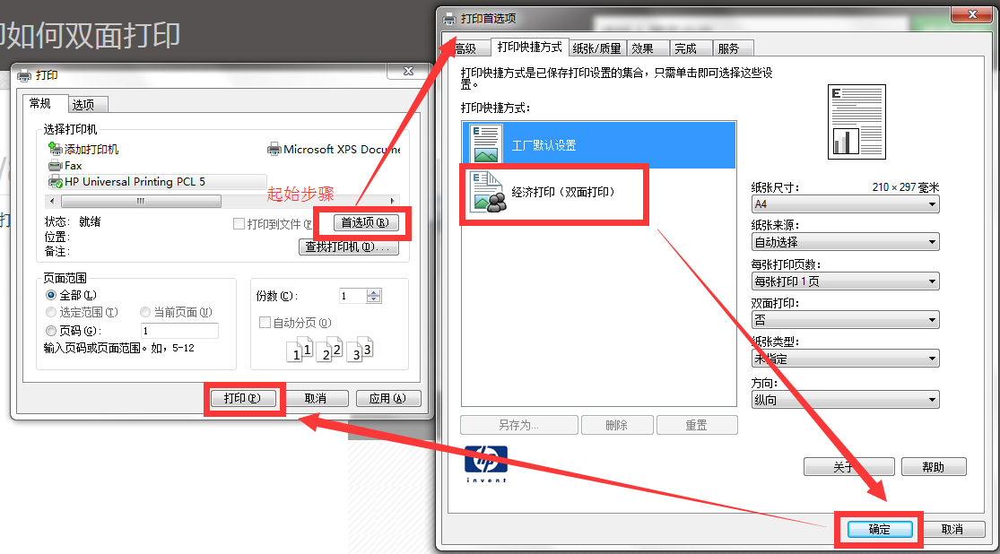 如何双面打印
打印
常规
选项
选择打印机
添加打印机
Microsoft XPS Docume
Fax
HP Universal Printing PCL 5
起始步骤
状态: 就绪
位置:
备注:
打印到文件(F
首选项(R)
查找打印机(D)...
页面范围
全部(L)
选定范围(T)
当前页面(U)
页码(G):
1
输入页码或页面范围。如，5-12
份数(C):
1
自动分页(O)
1 1 2 2 3 3
打印(P)
取消
应用(A)
打印首选项
高级
打印快捷方式
纸张/质量
效果
完成
服务
打印快捷方式是已保存打印设置的集合，只需单击即可选择这些设
置。
打印快捷方式:
工厂默认设置
经济打印（双面打印）
E
纸张尺寸:
210 × 297 毫米
A4
纸张来源:
自动选择
每张打印页数:
每张打印 1 页
双面打印:
否
纸张类型:
未指定
方向:
纵向
另存为...
删除
重置
hp
invent
关于
帮助
确定
取消